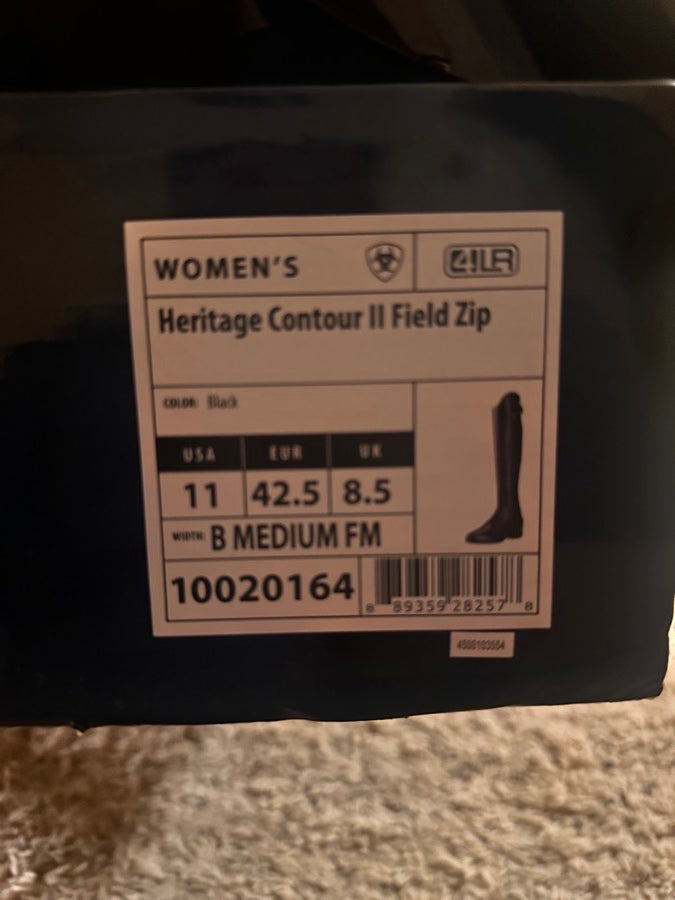 WOMEN'S
4LR
Heritage Contour II Field Zip
COLOR: Black
USA EUR UK
11 42.5 8.5
WIDTH: B MEDIUM FM
10020164
8 89359 28257 8
4500103554